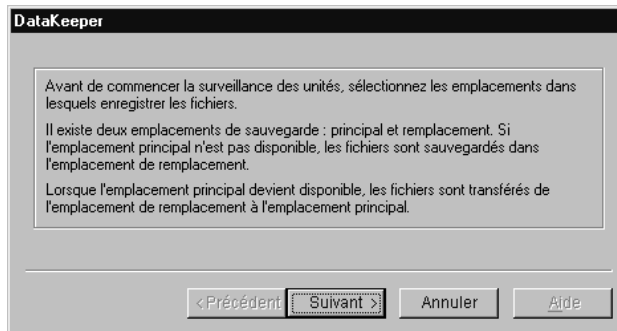 DataKeeper
Avant de commencer la surveillance des unités, sélectionnez les emplacements dans
lesquels enregistrer les fichiers.
Il existe deux emplacements de sauvegarde : principal et remplacement. Si
l'emplacement principal n'est pas disponible, les fichiers sont sauvegardés dans
l'emplacement de remplacement.
Lorsque l'emplacement principal devient disponible, les fichiers sont transférés de
l'emplacement de remplacement à l'emplacement principal.
< Précédent Suivant > Annuler Aide